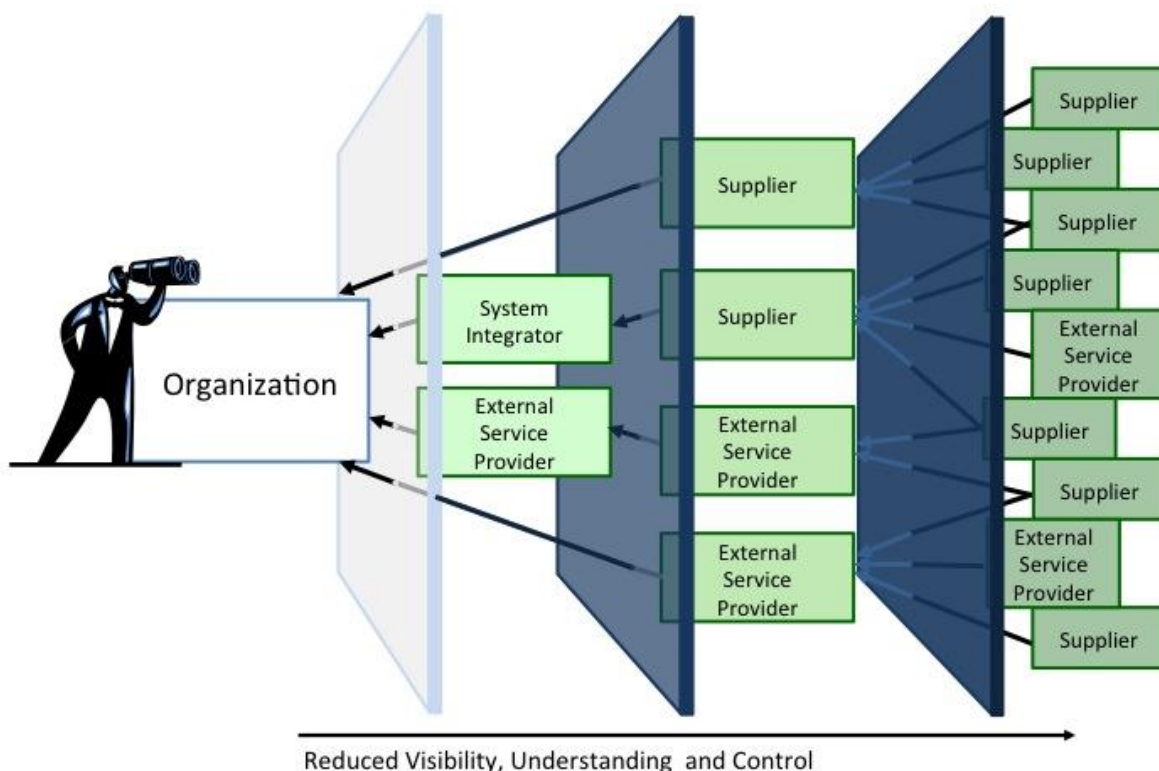 Organization
System
Integrator
External
Service
Provider
Supplier
Supplier
External
Service
Provider
External
Service
Provider
Supplier
Supplier
Supplier
Supplier
External
Service
Provider
Supplier
Supplier
External
Service
Provider
Supplier
Reduced Visibility, Understanding and Control